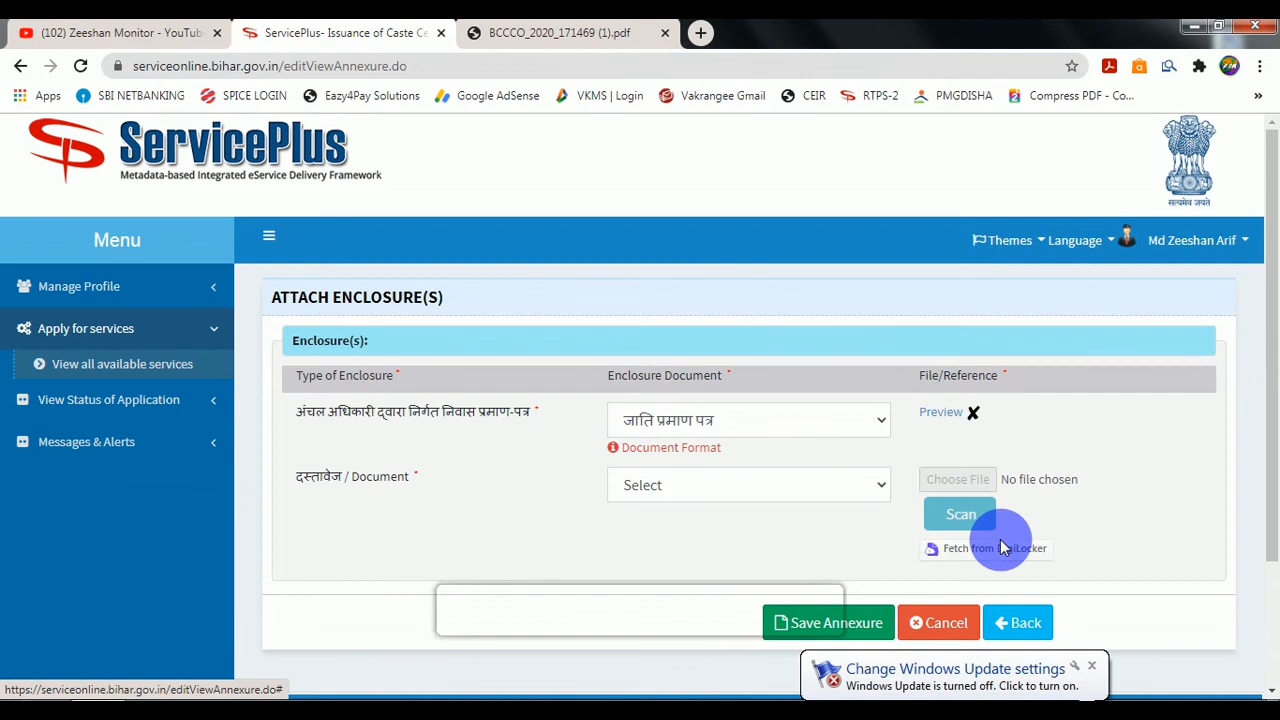 (102) Zeeshan Monitor - YouTub
ServicePlus- Issuance of Caste Ce
BCCCO_2020_171469 (1).pdf
serviceonline.bihar.gov.in/editViewAnnexure.do
Apps
SBI NETBANKING
SPICE LOGIN
Eazy4Pay Solutions
Google AdSense
VKMS | Login
Vakrangee Gmail
CEIR
RTPS-2
PMGDISHA
Compress PDF - Co...
ServicePlus
Metadata-based Integrated eService Delivery Framework
सत्यमेव जयते
Menu
Themes
Language
Md Zeeshan Arif
Manage Profile
Apply for services
View all available services
View Status of Application
Messages & Alerts
ATTACH ENCLOSURE(S)
Enclosure(s):
Type of Enclosure *
Enclosure Document *
File/Reference *
अंचल अधिकारी द्वारा निर्गत निवास प्रमाण-पत्र *
जाति प्रमाण पत्र
Preview
Document Format
दस्तावेज / Document *
Select
Choose File No file chosen
Scan
Fetch from DigiLocker
Save Annexure
Cancel
Back
Change Windows Update settings
Windows Update is turned off. Click to turn on.
https://serviceonline.bihar.gov.in/editViewAnnexure.do#